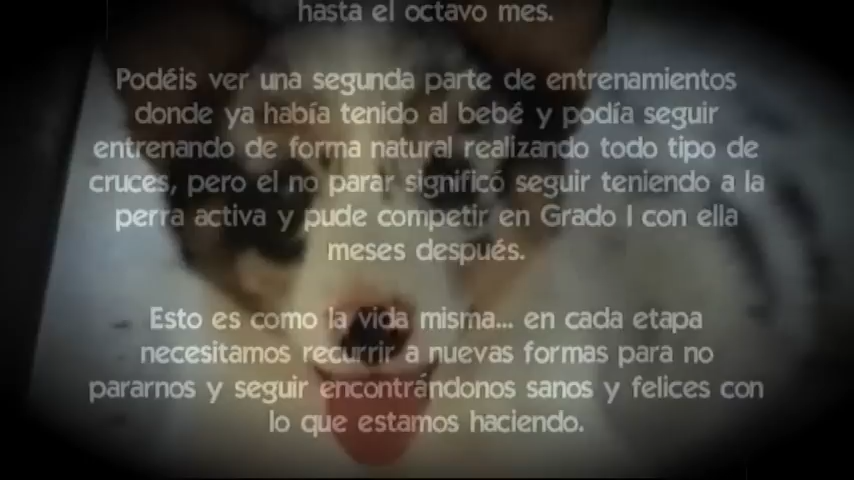 hasta el octavo mes.
Podéis ver una segunda parte de entrenamientos
donde ya había tenido al bebé y podía seguir
entrenando de forma natural realizando todo tipo de
cruces, pero el no parar significó seguir teniendo a la
perra activa y pude competir en Grado I con ella
meses después.
Esto es como la vida misma... en cada etapa
necesitamos recurrir a nuevas formas para no
pararnos y seguir encontrándonos sanos y felices con
lo que estamos haciendo.